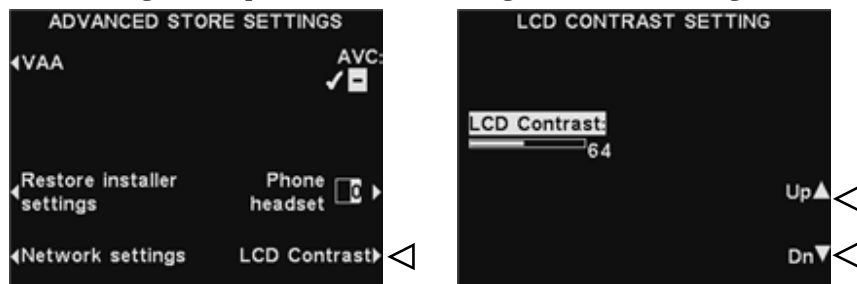 ADVANCED STORE SETTINGS
VAA
AVC:
Restore installer
settings
Phone
headset
Network settings
LCD Contrast
LCD CONTRAST SETTING
LCD Contrast:
64
Up
Dn